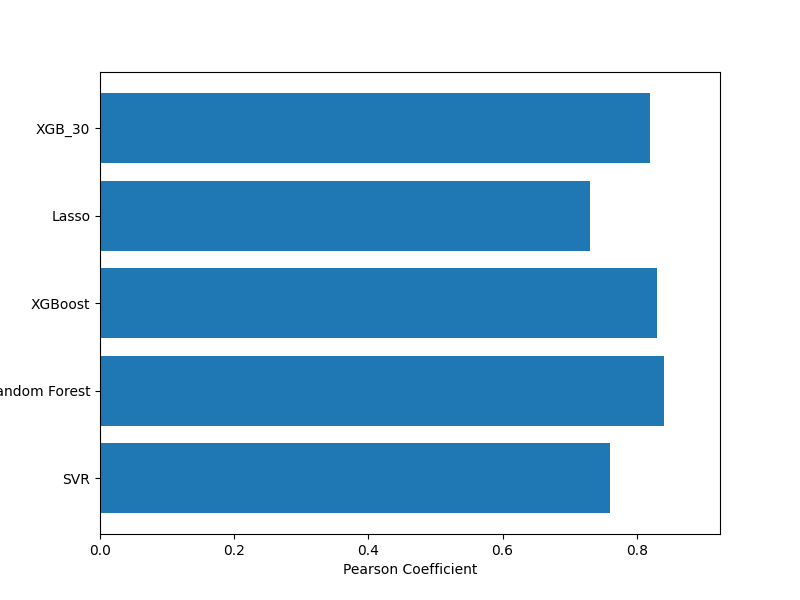 XGB_30
Lasso
XGBoost
andom Forest
SVR
0.0 0.2 0.4 0.6 0.8
Pearson Coefficient